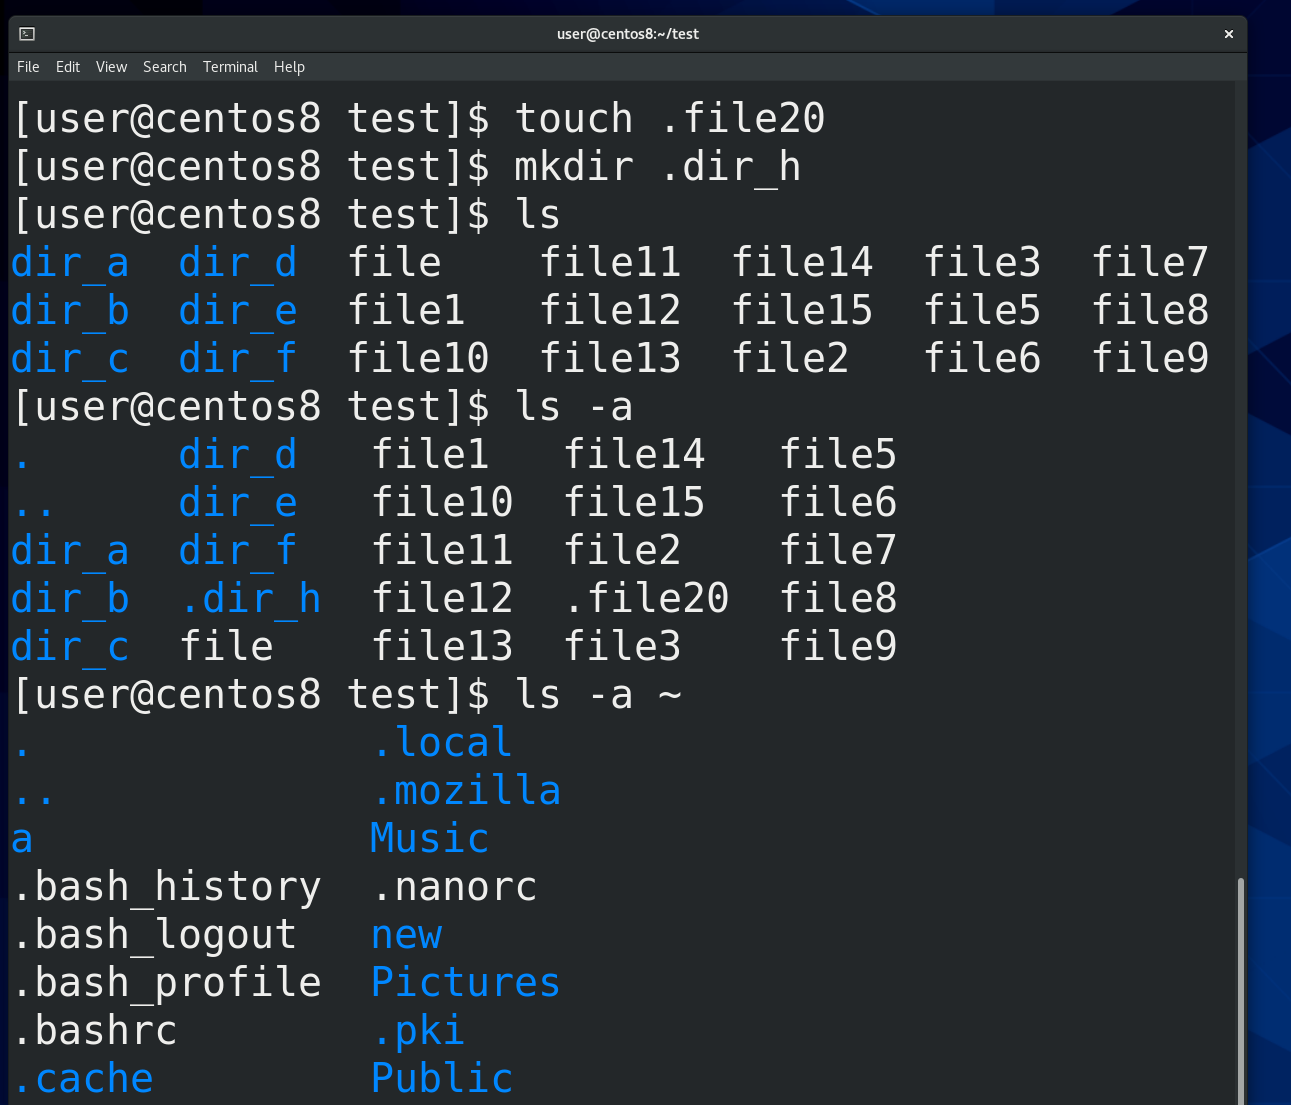 user@centos8:~/test ×
File Edit View Search Terminal Help
[user@centos8 test]$ touch .file20
[user@centos8 test]$ mkdir .dir_h
[user@centos8 test]$ ls
dir_a  dir_d  file    file11  file14  file3  file7
dir_b  dir_e  file1   file12  file15  file5  file8
dir_c  dir_f  file10  file13  file2   file6  file9
[user@centos8 test]$ ls -a
.      dir_d   file1   file14   file5
..     dir_e   file10  file15   file6
dir_a  dir_f   file11  file2    file7
dir_b  .dir_h  file12  .file20  file8
dir_c  file    file13  file3    file9
[user@centos8 test]$ ls -a ~
.              .local
..             .mozilla
a              Music
.bash_history  .nanorc
.bash_logout   new
.bash_profile  Pictures
.bashrc        .pki
.cache         Public